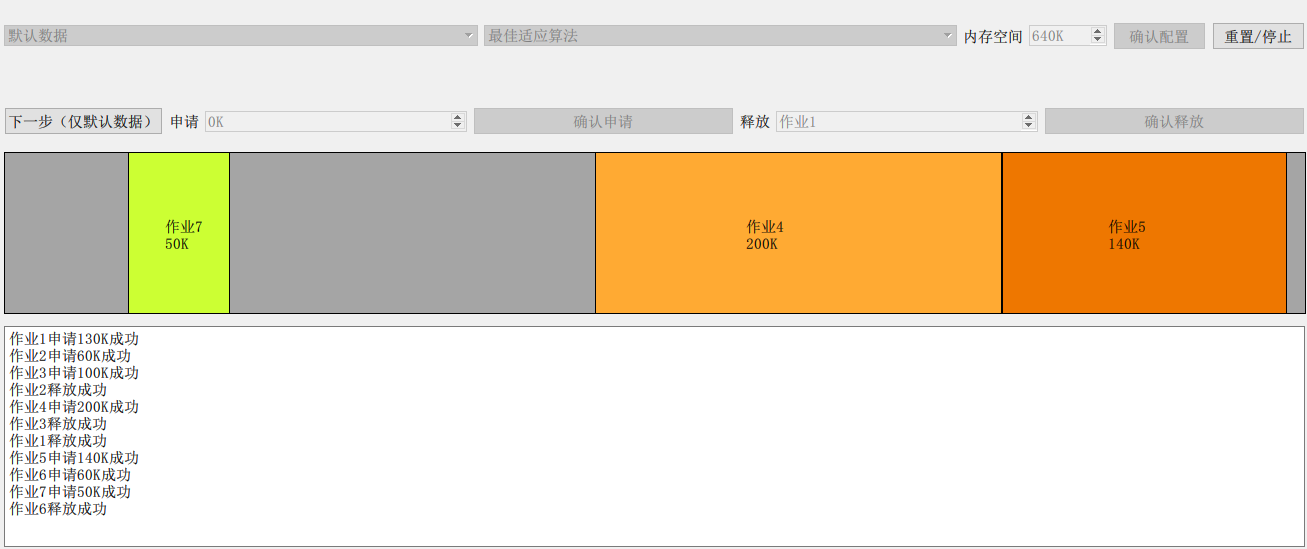 默认数据 最佳适应算法 内存空间 640K 确认配置 重置/停止
下一步（仅默认数据） 申请 0K 确认申请 释放 作业1 确认释放
作业7 作业4 作业5
50K 200K 140K
作业1申请130K成功
作业2申请60K成功
作业3申请100K成功
作业2释放成功
作业4申请200K成功
作业3释放成功
作业1释放成功
作业5申请140K成功
作业6申请60K成功
作业7申请50K成功
作业6释放成功